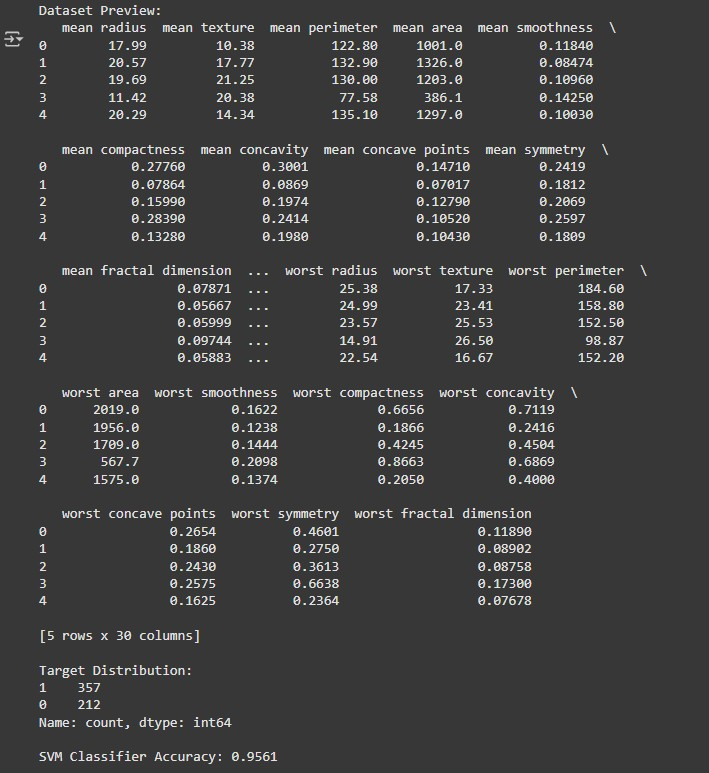 Dataset Preview:
   mean radius  mean texture  mean perimeter  mean area  mean smoothness  \
0        17.99         10.38          122.80     1001.0          0.11840
1        20.57         17.77          132.90     1326.0          0.08474
2        19.69         21.25          130.00     1203.0          0.10960
3        11.42         20.38           77.58      386.1          0.14250
4        20.29         14.34          135.10     1297.0          0.10030

   mean compactness  mean concavity  mean concave points  mean symmetry  \
0           0.27760          0.3001              0.14710         0.2419
1           0.07864          0.0869              0.07017         0.1812
2           0.15990          0.1974              0.12790         0.2069
3           0.28390          0.2414              0.10520         0.2597
4           0.13280          0.1980              0.10430         0.1809

   mean fractal dimension  ...  worst radius  worst texture  worst perimeter  \
0                 0.07871  ...         25.38          17.33           184.60
1                 0.05667  ...         24.99          23.41           158.80
2                 0.05999  ...         23.57          25.53           152.50
3                 0.09744  ...         14.91          26.50            98.87
4                 0.05883  ...         22.54          16.67           152.20

   worst area  worst smoothness  worst compactness  worst concavity  \
0      2019.0            0.1622             0.6656           0.7119
1      1956.0            0.1238             0.1866           0.2416
2      1709.0            0.1444             0.4245           0.4504
3       567.7            0.2098             0.8663           0.6869
4      1575.0            0.1374             0.2050           0.4000

   worst concave points  worst symmetry  worst fractal dimension
0                0.2654          0.4601                  0.11890
1                0.1860          0.2750                  0.08902
2                0.2430          0.3613                  0.08758
3                0.2575          0.6638                  0.17300
4                0.1625          0.2364                  0.07678

[5 rows x 30 columns]

Target Distribution:
1    357
0    212
Name: count, dtype: int64

SVM Classifier Accuracy: 0.9561